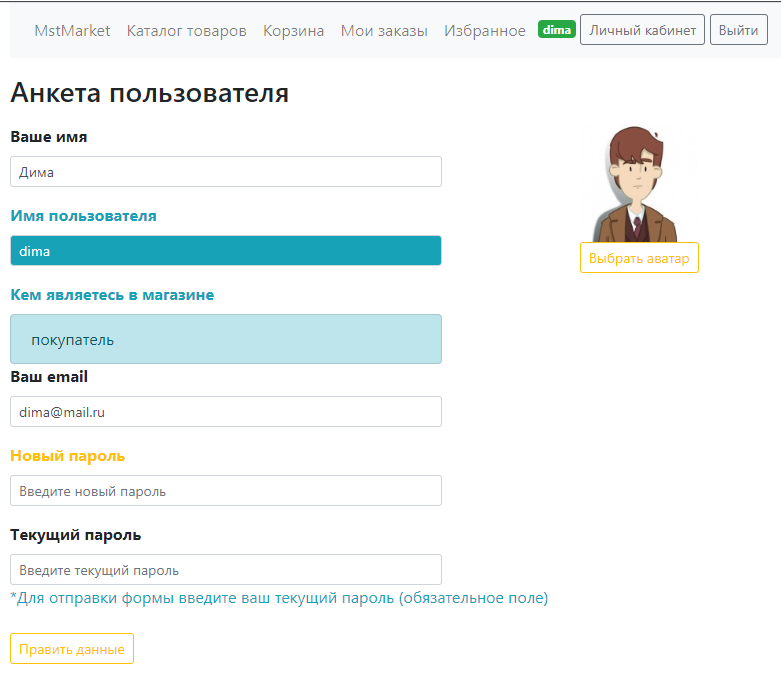 MstMarket Каталог товаров Корзина Мои заказы Избранное dima Личный кабинет Выйти
Анкета пользователя
Ваше имя
Дима
Имя пользователя
dima
Выбрать аватар
Кем являетесь в магазине
покупатель
Ваш email
dima@mail.ru
Новый пароль
Введите новый пароль
Текущий пароль
Введите текущий пароль
*Для отправки формы введите ваш текущий пароль (обязательное поле)
Править данные